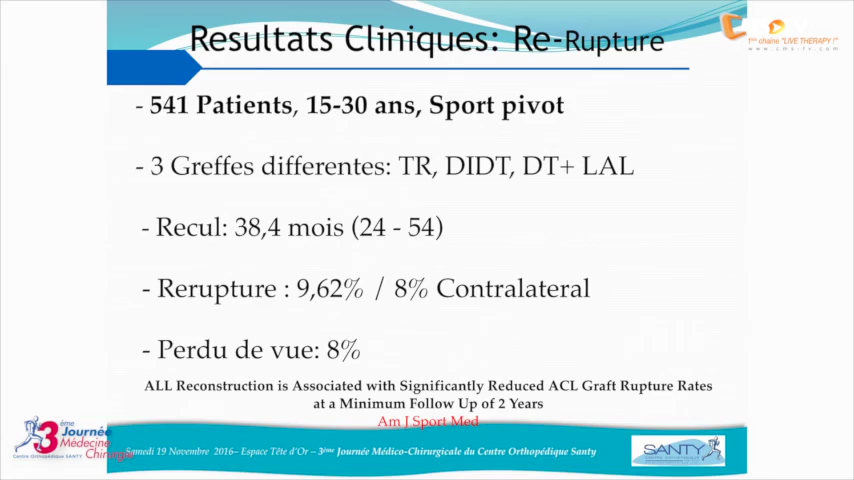 Resultats Cliniques: Re-Rupture
1ère chaîne "LIVE THERAPY !"
www.cms-tv.com
- 541 Patients, 15-30 ans, Sport pivot
- 3 Greffes differentes: TR, DIDT, DT+ LAL
- Recul: 38,4 mois (24 - 54)
- Rerupture : 9,62% / 8% Contralateral
- Perdu de vue: 8%
ALL Reconstruction is Associated with Significantly Reduced ACL Graft Rupture Rates
at a Minimum Follow Up of 2 Years
Am J Sport Med
3ème Journée
Médecine
Chirurgie
Centre Orthopédique SANTY
Samedi 19 Novembre 2016– Espace Tête d'Or – 3ème Journée Médico-Chirurgicale du Centre Orthopédique Santy
SANTY